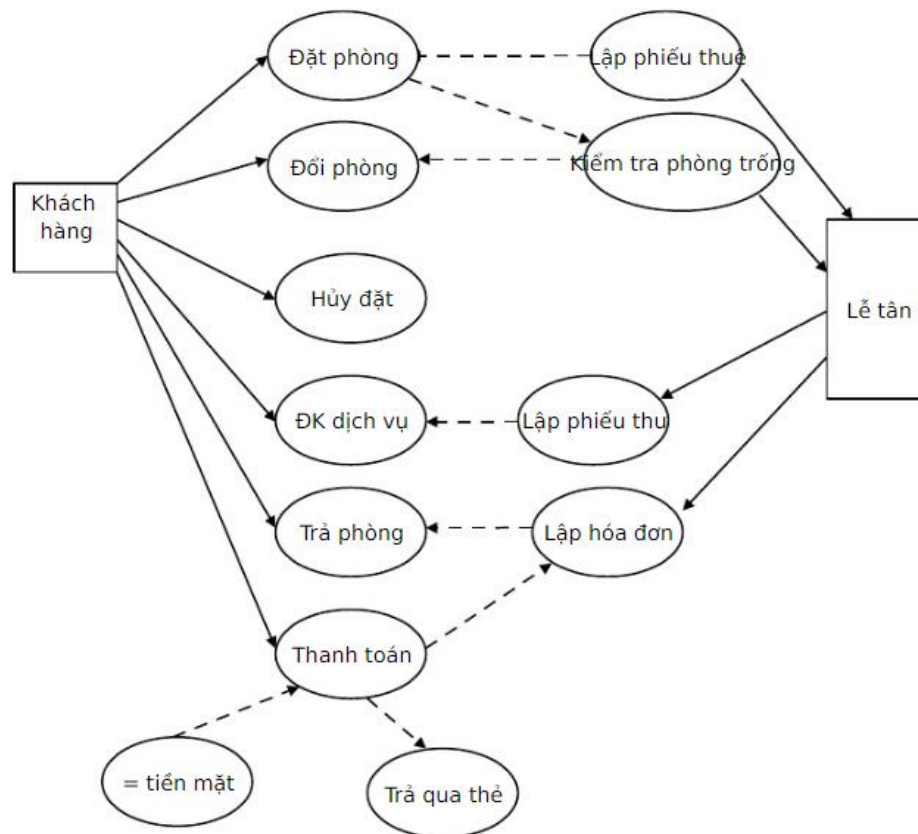 Đặt phòng
Lập phiếu thuê
Đổi phòng
Kiểm tra phòng trống
Khách
hàng
Hủy đặt
Lễ tân
ĐK dịch vụ
Lập phiếu thu
Trả phòng
Lập hóa đơn
Thanh toán
= tiền mặt
Trả qua thẻ